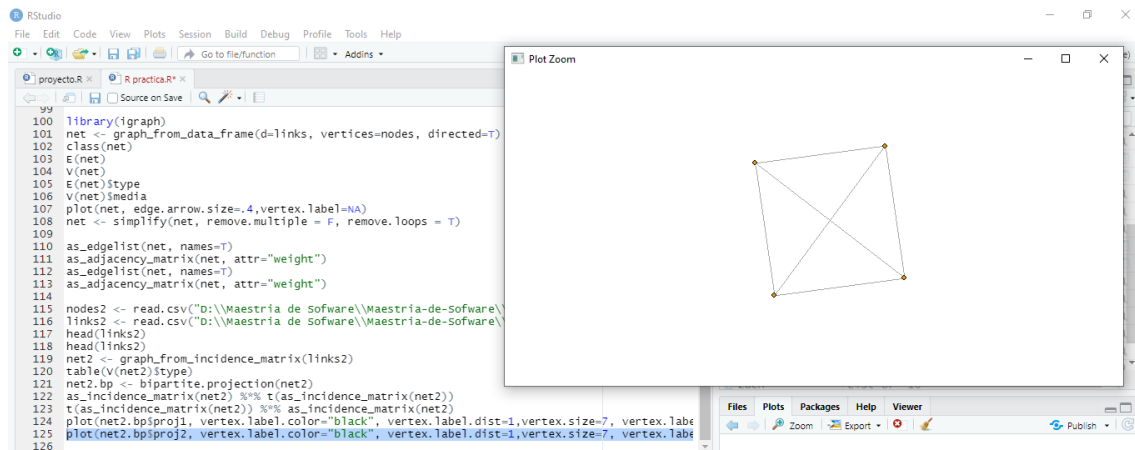 RStudio
File Edit Code View Plots Session Build Debug Profile Tools Help
Go to file/function
Addins
Plot Zoom
proyecto.R
R practica.R*
Source on Save
99
100 library(igraph)
101 net <- graph_from_data_frame(d=links, vertices=nodes, directed=T)
102 class(net)
103 E(net)
104 V(net)
105 E(net)$type
106 V(net)$media
107 plot(net, edge.arrow.size=.4,vertex.label=NA)
108 net <- simplify(net, remove.multiple = F, remove.loops = T)
109
110 as_edgelist(net, names=T)
111 as_adjacency_matrix(net, attr="weight")
112 as_edgelist(net, names=T)
113 as_adjacency_matrix(net, attr="weight")
114
115 nodes2 <- read.csv("D:\\Maestria de Sofware\\Maestria-de-Sofware\\
116 links2 <- read.csv("D:\\Maestria de Sofware\\Maestria-de-Sofware\\
117 head(links2)
118 head(links2)
119 net2 <- graph_from_incidence_matrix(links2)
120 table(V(net2)$type)
121 net2.bp <- bipartite.projection(net2)
122 as_incidence_matrix(net2) %*% t(as_incidence_matrix(net2))
123 t(as_incidence_matrix(net2)) %*% as_incidence_matrix(net2)
124 plot(net2.bp$proj1, vertex.label.color="black", vertex.label.dist=1,vertex.size=7, vertex.labe
125 plot(net2.bp$proj2, vertex.label.color="black", vertex.label.dist=1,vertex.size=7, vertex.labe
126
Files Plots Packages Help Viewer
Zoom Export Publish